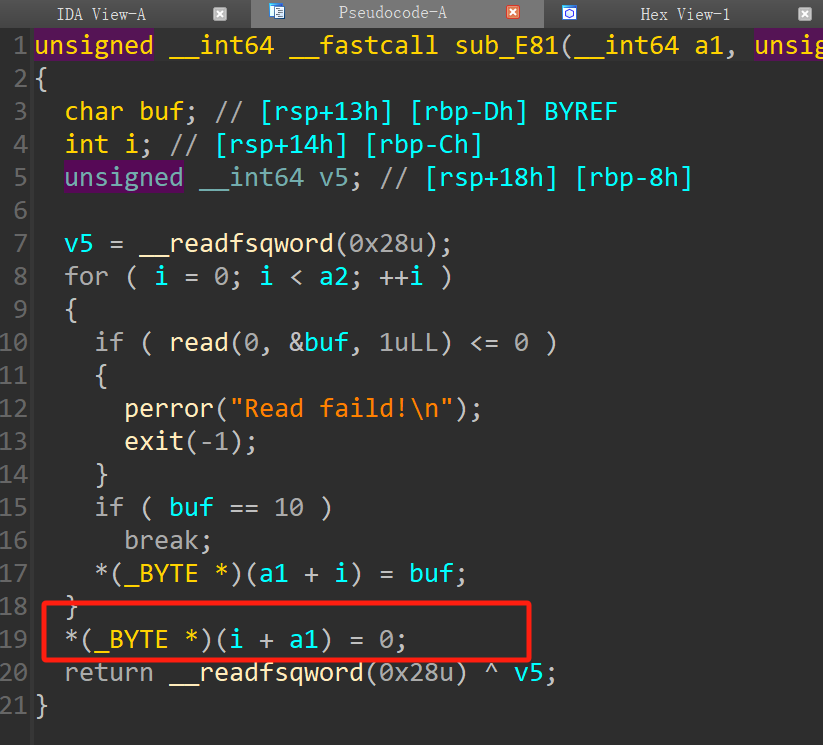 IDA View-A Pseudocode-A Hex View-1
1 unsigned __int64 __fastcall sub_E81(__int64 a1, unsig
2 {
3 char buf; // [rsp+13h] [rbp-Dh] BYREF
4 int i; // [rsp+14h] [rbp-Ch]
5 unsigned __int64 v5; // [rsp+18h] [rbp-8h]
6
7 v5 = __readfsqword(0x28u);
8 for ( i = 0; i < a2; ++i )
9 {
10 if ( read(0, &buf, 1uLL) <= 0 )
11 {
12 perror("Read faild!\n");
13 exit(-1);
14 }
15 if ( buf == 10 )
16 break;
17 *(_BYTE *)(a1 + i) = buf;
18 }
19 *(_BYTE *)(i + a1) = 0;
20 return __readfsqword(0x28u) ^ v5;
21 }